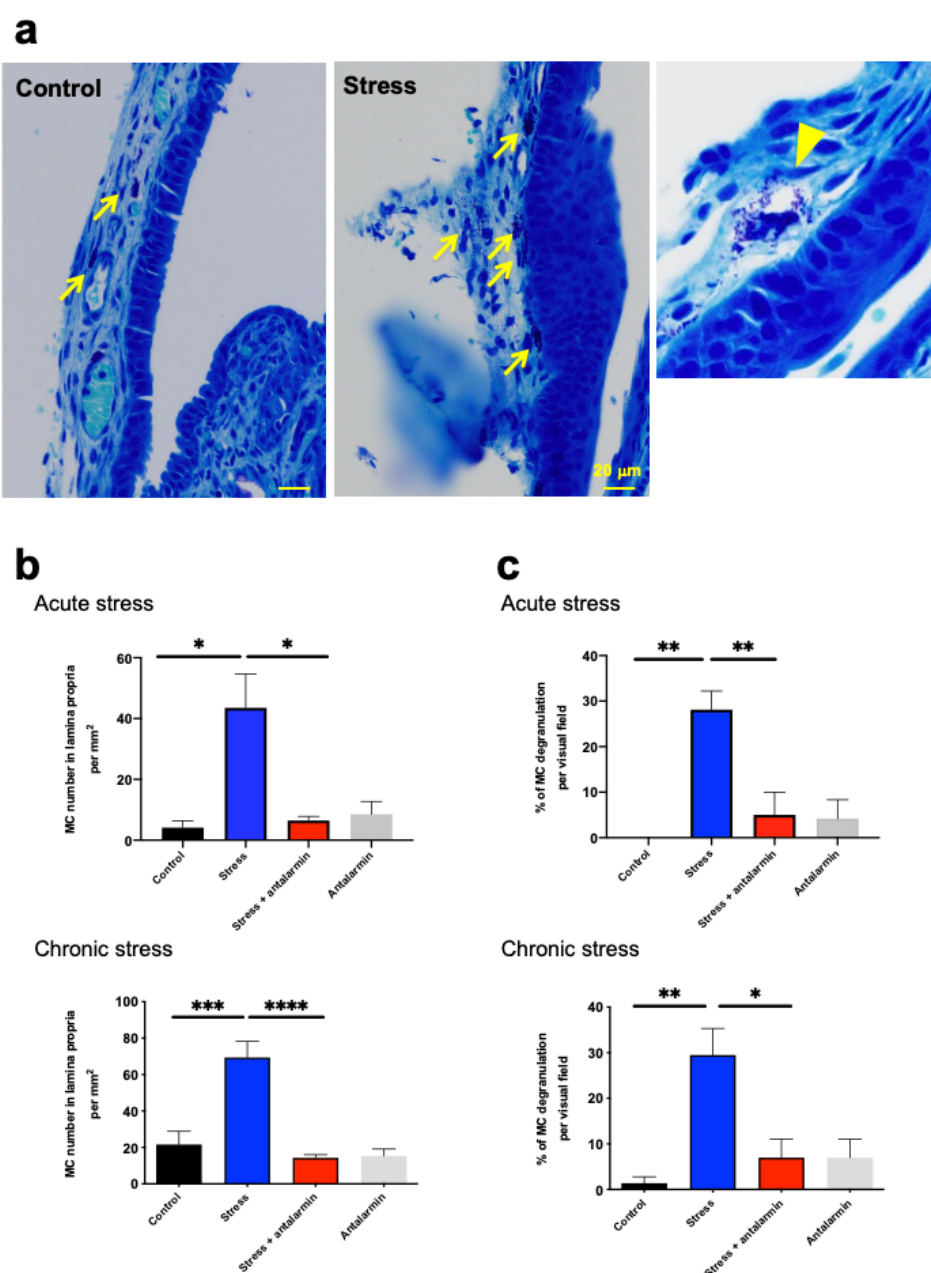 a
Control
Stress
20 μm
b
Acute stress
*
*
60
40
20
0
MC number in lamina propria
per mm²
Control
Stress
Stress + antalarmin
Antalarmin
Chronic stress
***
****
100
80
60
40
20
0
MC number in lamina propria
per mm²
Control
Stress
Stress + antalarmin
Antalarmin
c
Acute stress
**
**
40
30
20
10
0
% of MC degranulation
per visual field
Control
Stress
Stress + antalarmin
Antalarmin
Chronic stress
**
*
40
30
20
10
0
% of MC degranulation
per visual field
Control
Stress
Stress + antalarmin
Antalarmin